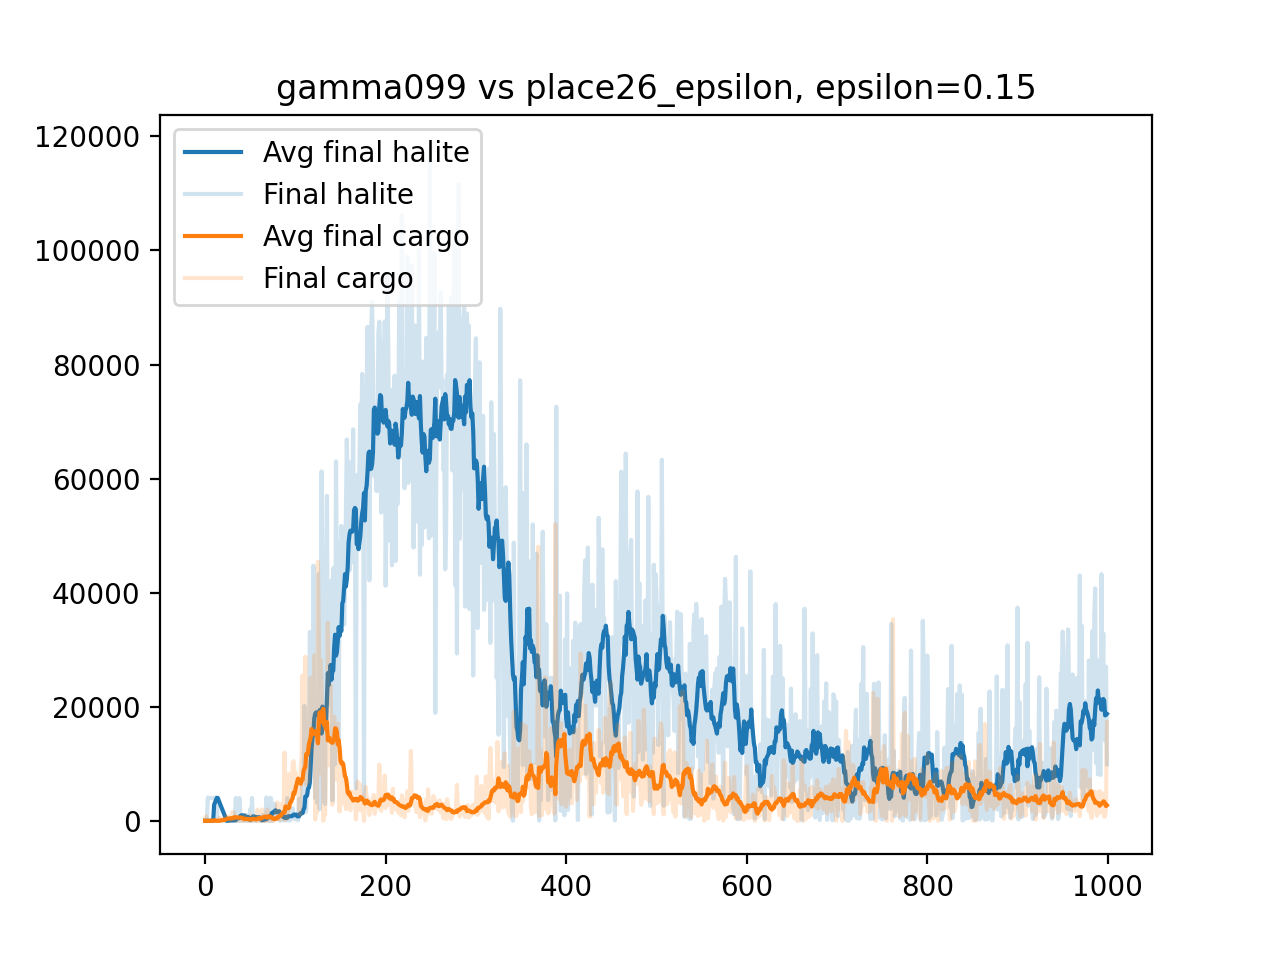 gamma099 vs place26_epsilon, epsilon=0.15
120000
100000
80000
60000
40000
20000
0
Avg final halite
Final halite
Avg final cargo
Final cargo
0 200 400 600 800 1000